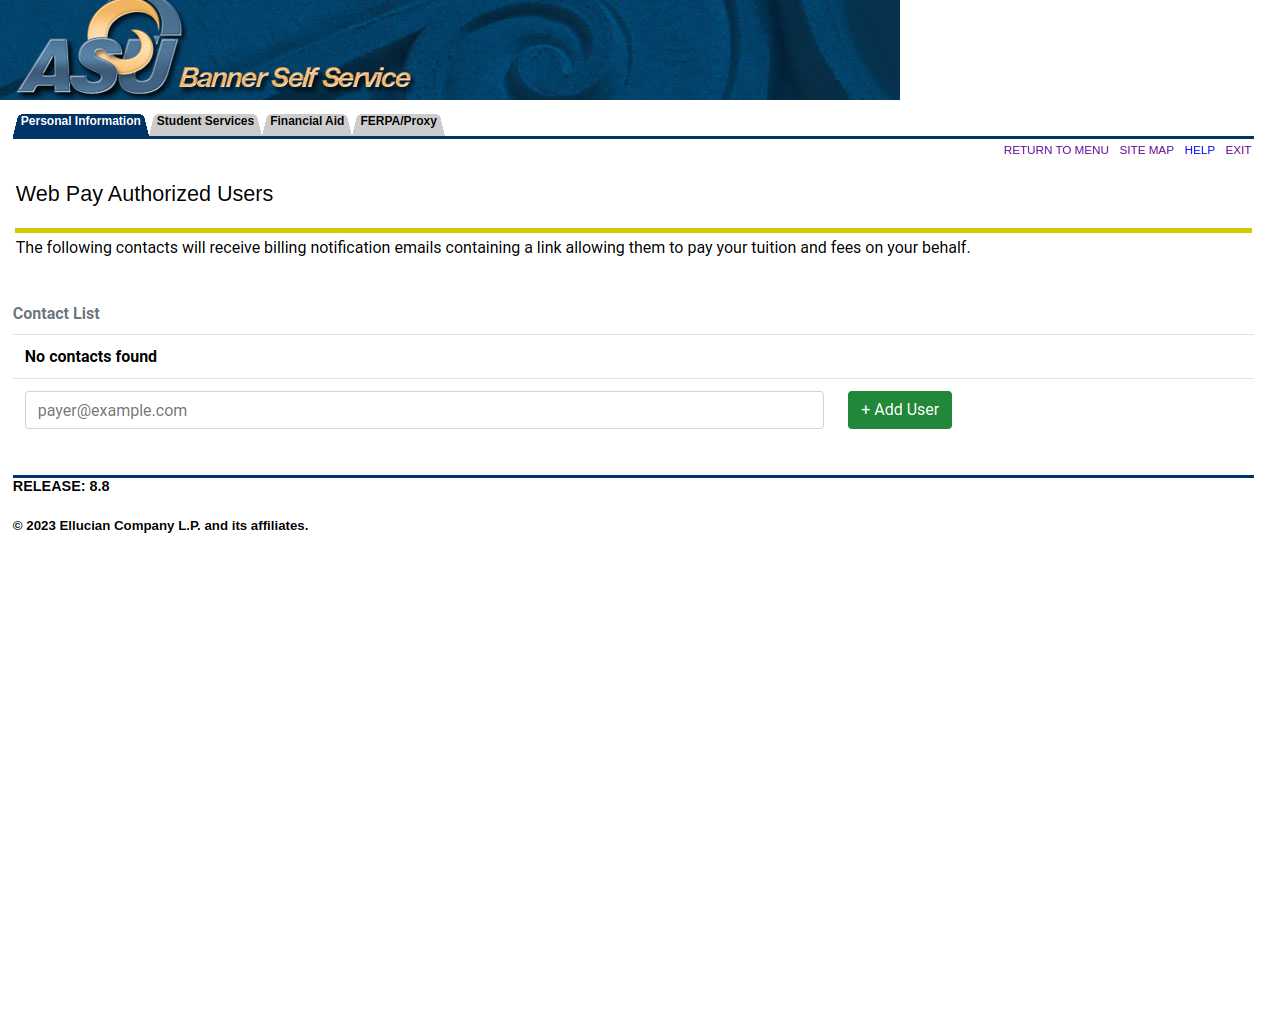 ASU Banner Self Service
Personal Information Student Services Financial Aid FERPA/Proxy
RETURN TO MENU SITE MAP HELP EXIT
Web Pay Authorized Users
The following contacts will receive billing notification emails containing a link allowing them to pay your tuition and fees on your behalf.
Contact List
No contacts found
payer@example.com + Add User
RELEASE: 8.8
© 2023 Ellucian Company L.P. and its affiliates.